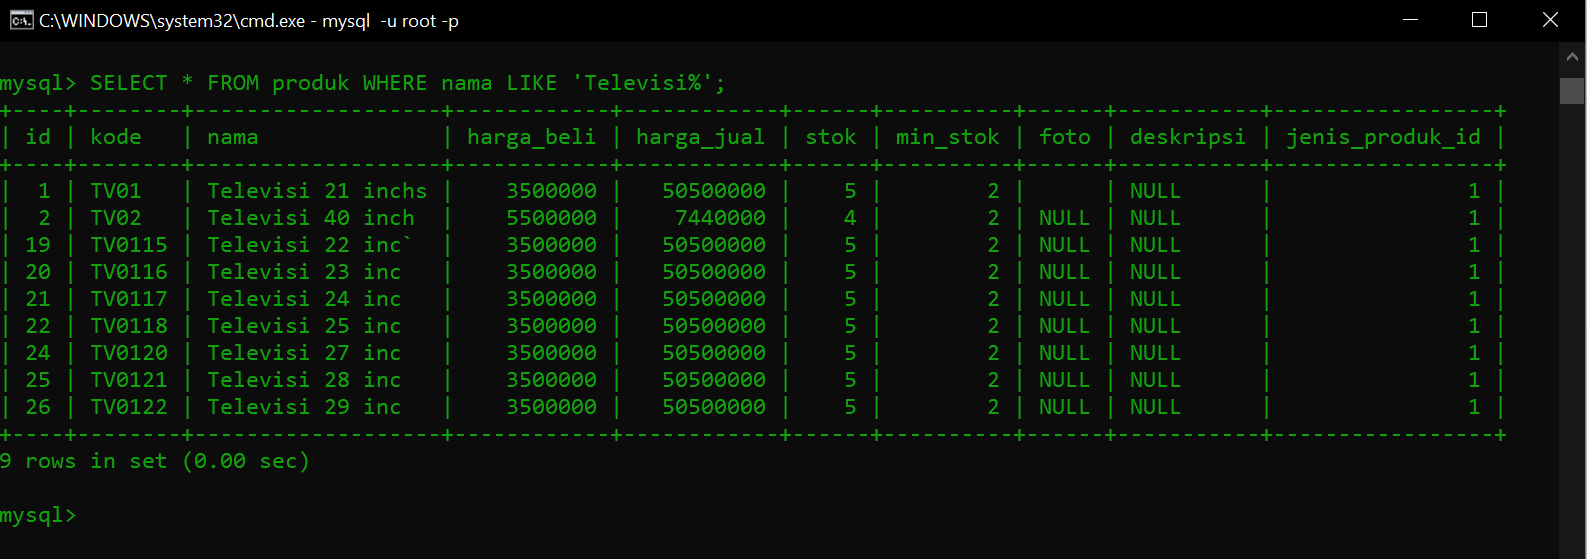 C:\WINDOWS\system32\cmd.exe - mysql  -u root -p
mysql> SELECT * FROM produk WHERE nama LIKE 'Televisi%';
+----+--------+-------------------+------------+------------+------+----------+------+-----------+-----------------+
| id | kode   | nama              | harga_beli | harga_jual | stok | min_stok | foto | deskripsi | jenis_produk_id |
+----+--------+-------------------+------------+------------+------+----------+------+-----------+-----------------+
|  1 | TV01   | Televisi 21 inchs |    3500000 |   50500000 |    5 |        2 |      | NULL      |               1 |
|  2 | TV02   | Televisi 40 inch  |    5500000 |    7440000 |    4 |        2 | NULL | NULL      |               1 |
| 19 | TV0115 | Televisi 22 inc`  |    3500000 |   50500000 |    5 |        2 | NULL | NULL      |               1 |
| 20 | TV0116 | Televisi 23 inc   |    3500000 |   50500000 |    5 |        2 | NULL | NULL      |               1 |
| 21 | TV0117 | Televisi 24 inc   |    3500000 |   50500000 |    5 |        2 | NULL | NULL      |               1 |
| 22 | TV0118 | Televisi 25 inc   |    3500000 |   50500000 |    5 |        2 | NULL | NULL      |               1 |
| 24 | TV0120 | Televisi 27 inc   |    3500000 |   50500000 |    5 |        2 | NULL | NULL      |               1 |
| 25 | TV0121 | Televisi 28 inc   |    3500000 |   50500000 |    5 |        2 | NULL | NULL      |               1 |
| 26 | TV0122 | Televisi 29 inc   |    3500000 |   50500000 |    5 |        2 | NULL | NULL      |               1 |
+----+--------+-------------------+------------+------------+------+----------+------+-----------+-----------------+
9 rows in set (0.00 sec)
mysql>